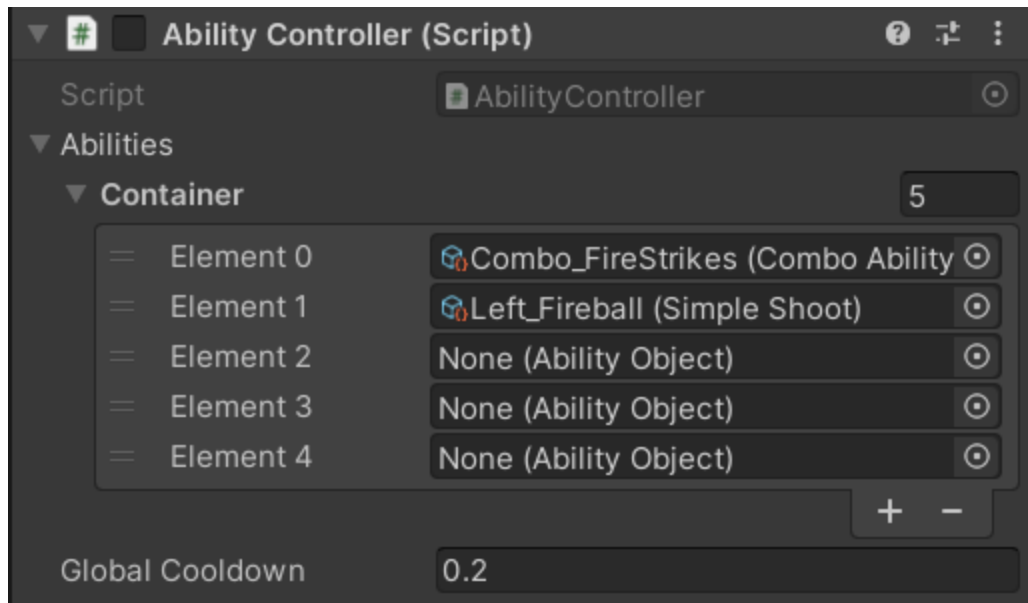 Ability Controller (Script)
Script AbilityController
Abilities
Container 5
Element 0 Combo_FireStrikes (Combo Ability
Element 1 Left_Fireball (Simple Shoot)
Element 2 None (Ability Object)
Element 3 None (Ability Object)
Element 4 None (Ability Object)
+ −
Global Cooldown 0.2